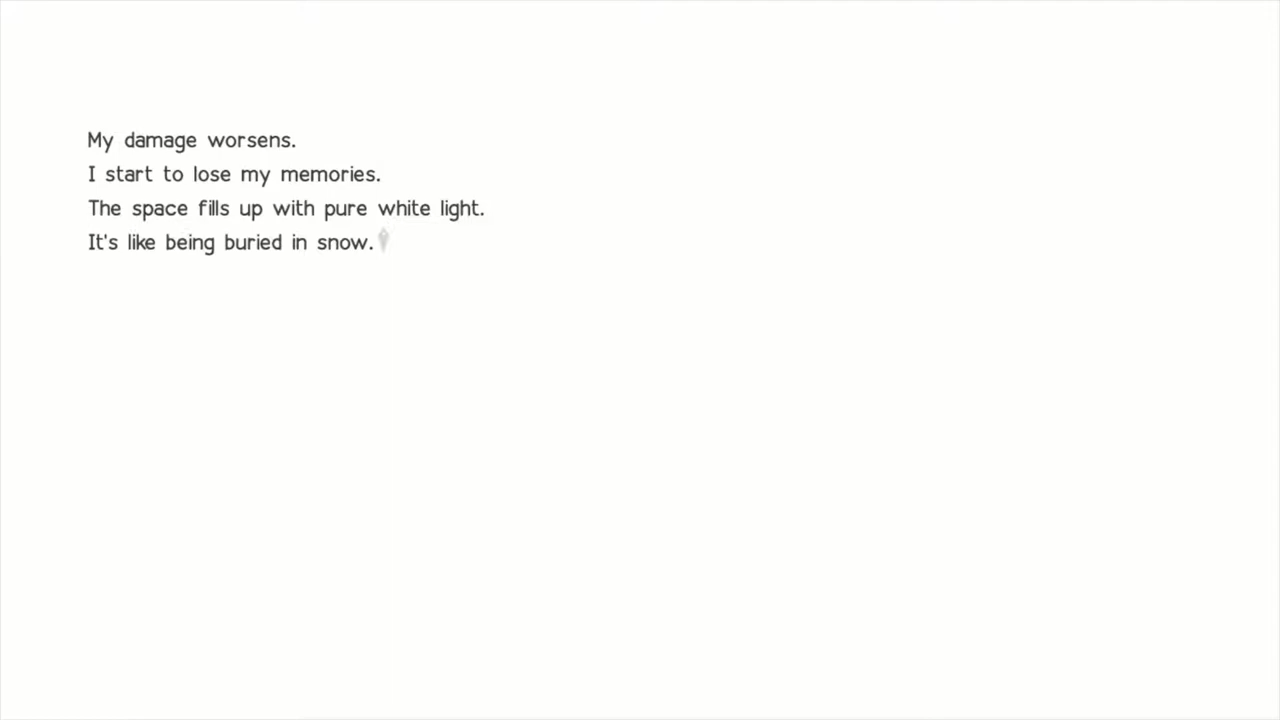 My damage worsens.
I start to lose my memories.
The space fills up with pure white light.
It's like being buried in snow.